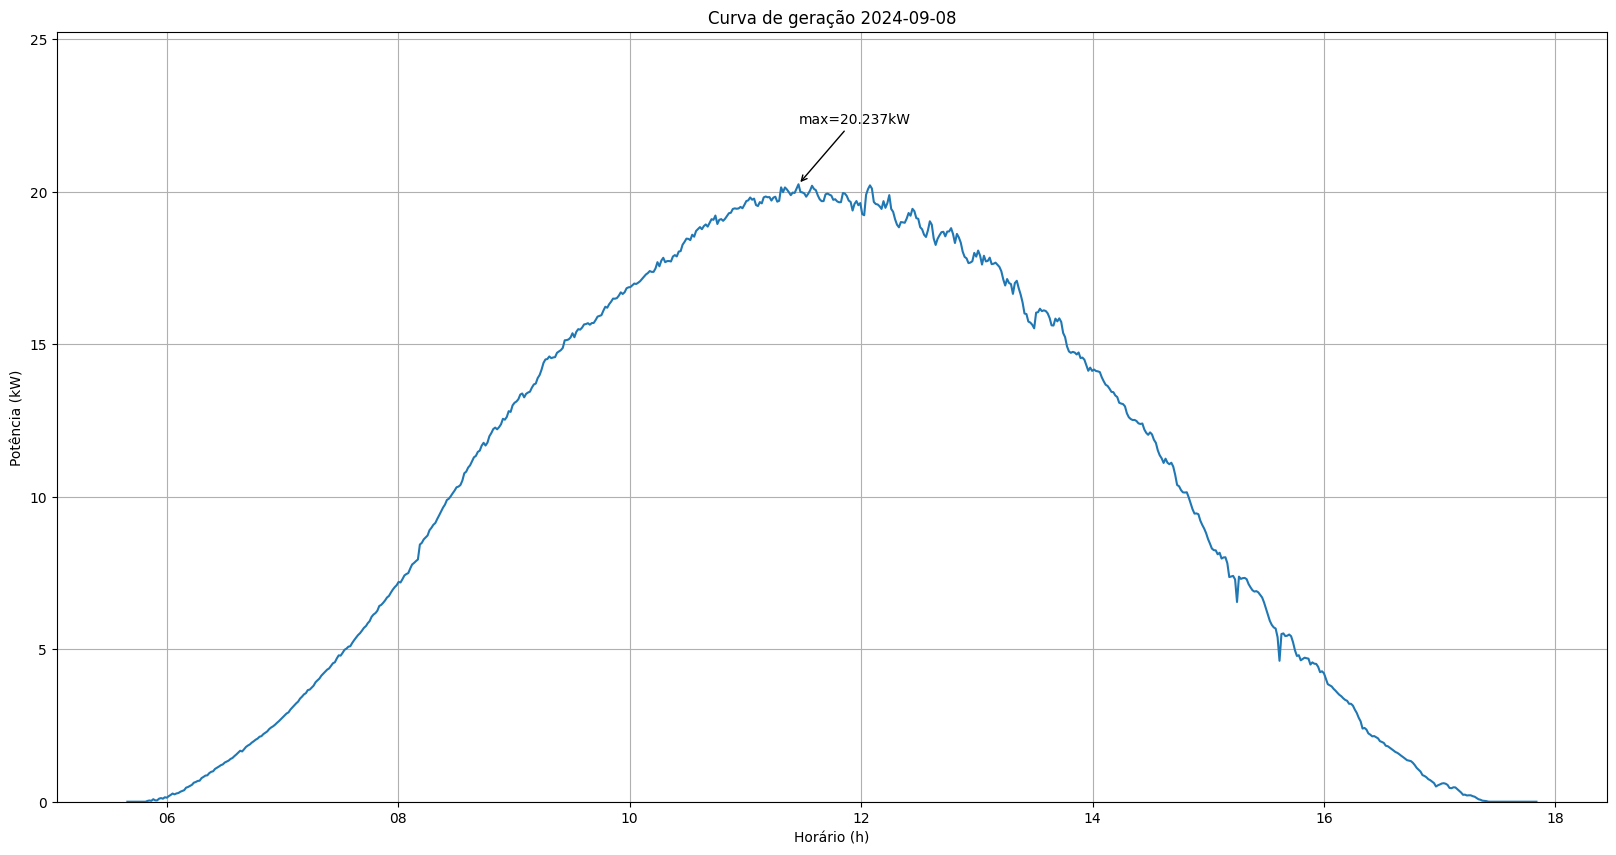 Curva de geração 2024-09-08
25
max=20.237kW
20
15
Potência (kW)
10
5
0
06 08 10 12 14 16 18
Horário (h)